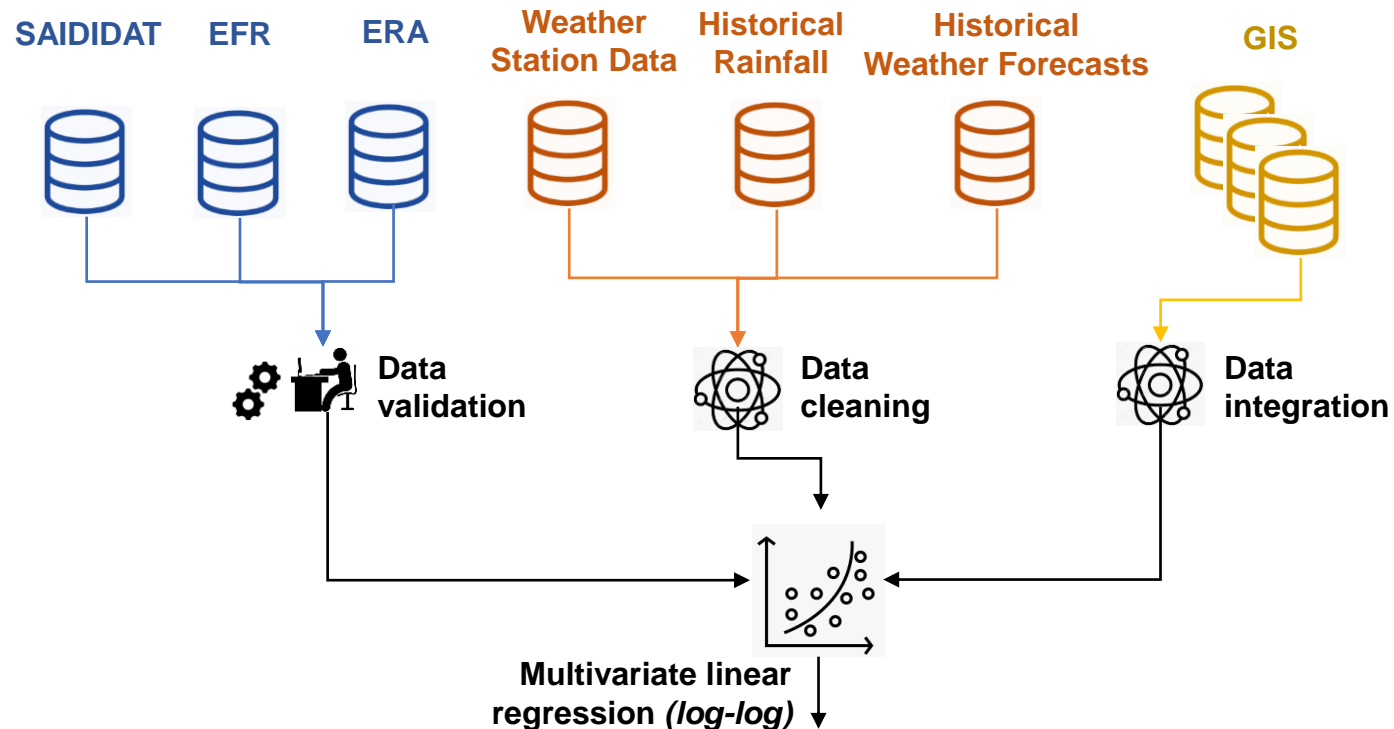 SAIDIDAT
EFR
ERA
Weather
Station Data
Historical
Rainfall
Historical
Weather Forecasts
GIS
Data
validation
Data
cleaning
Data
integration
Multivariate linear
regression (log-log)